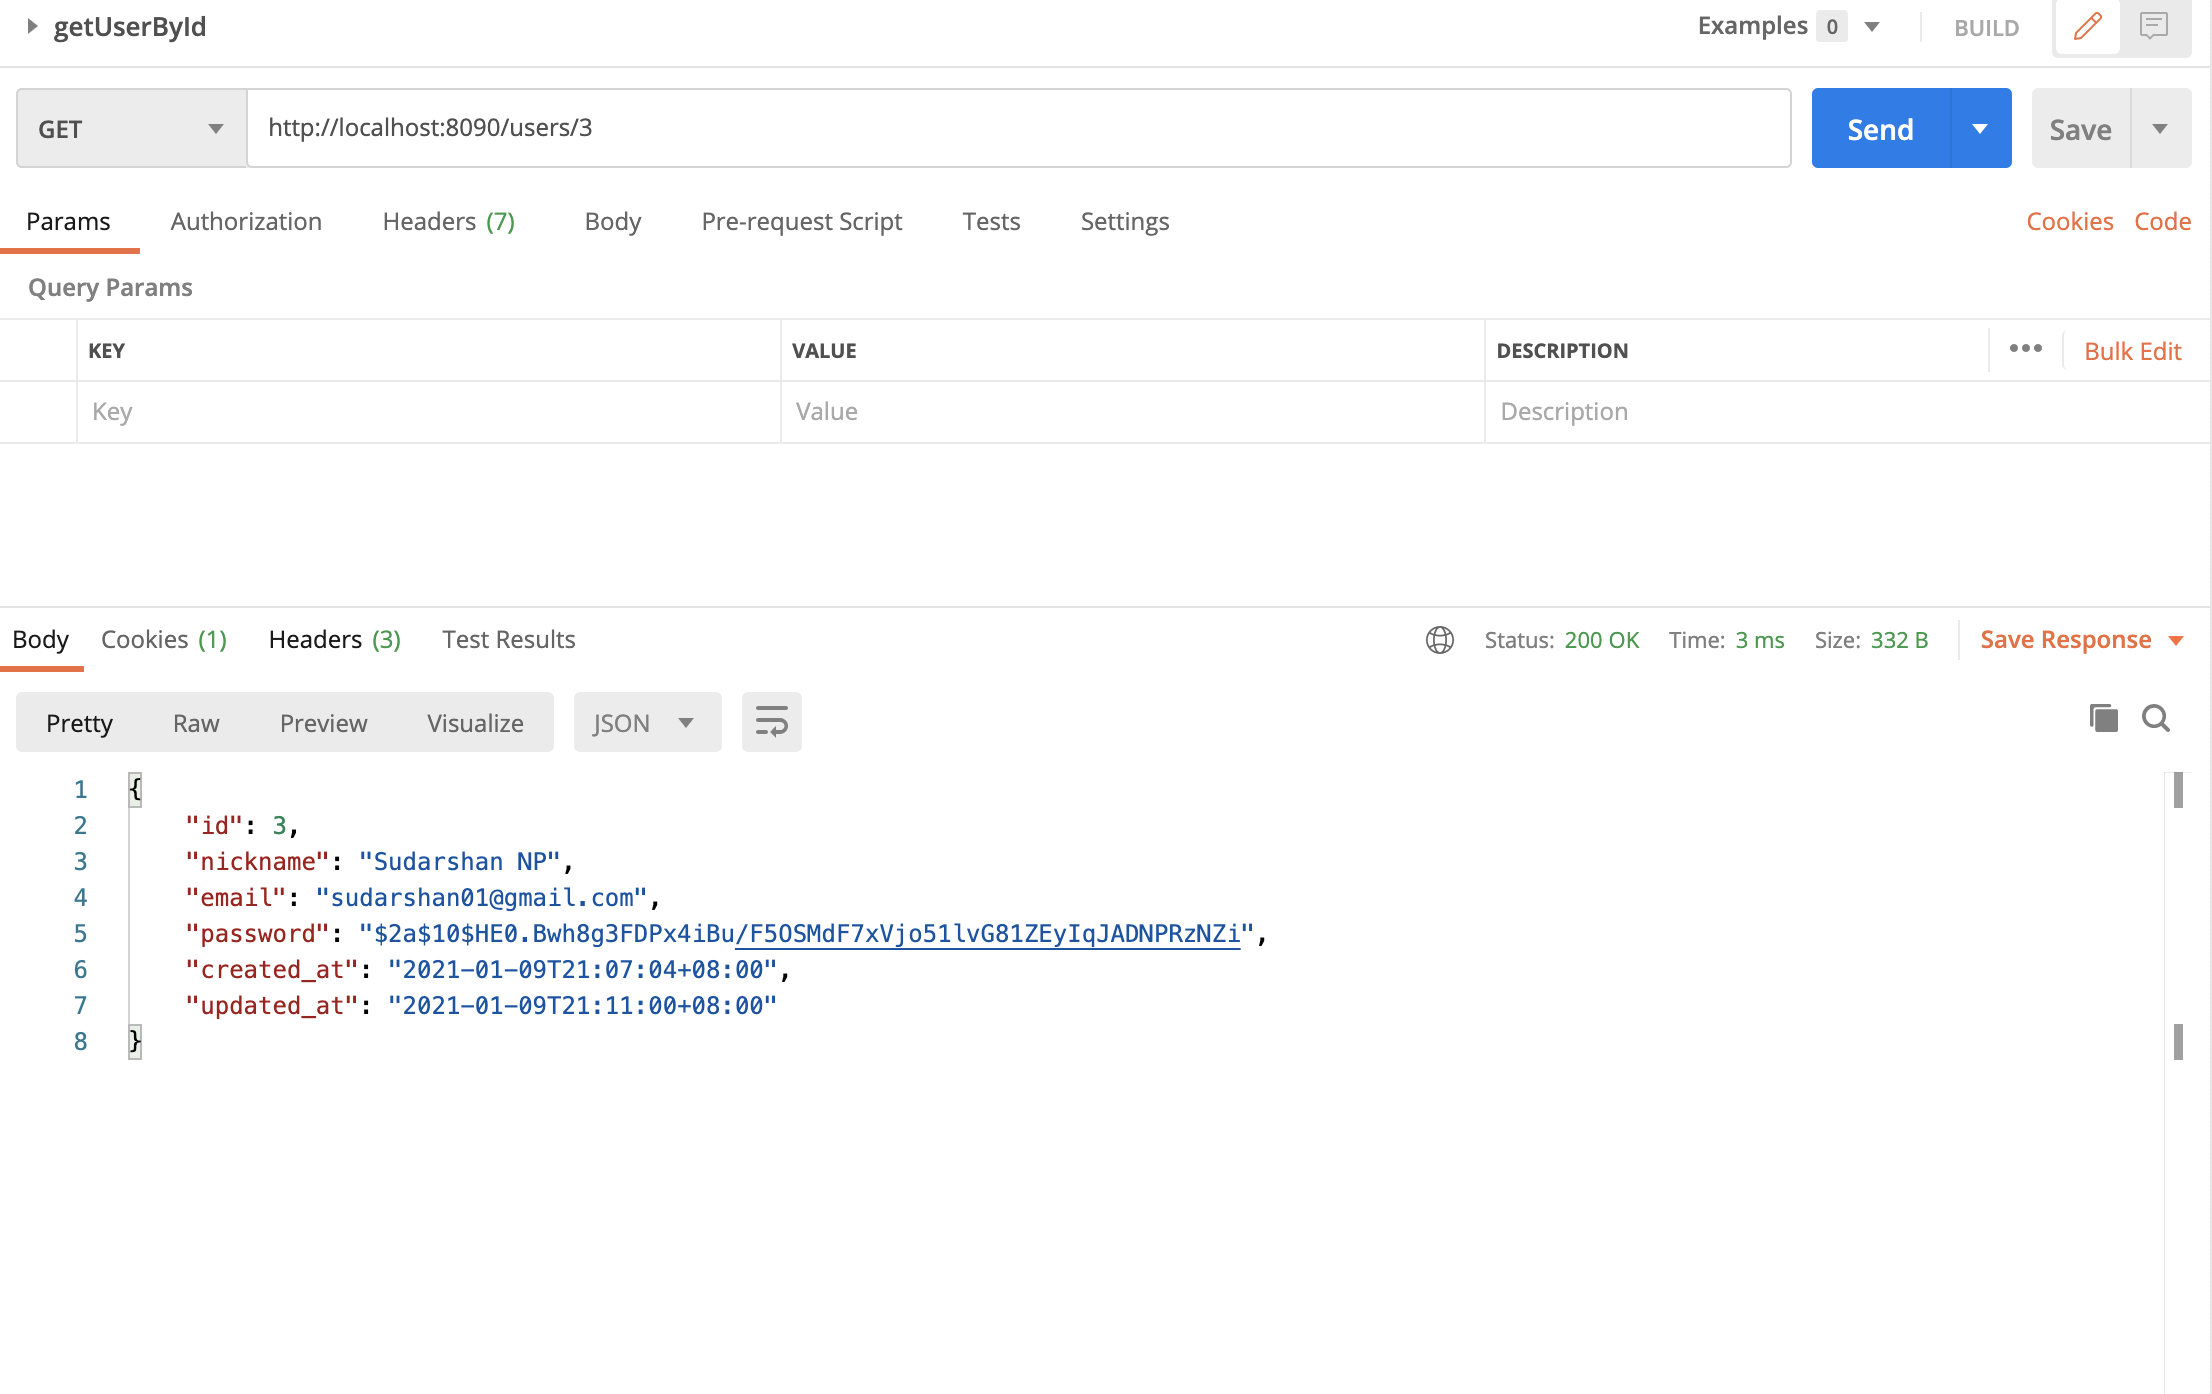 getUserById
Examples 0
BUILD
GET
http://localhost:8090/users/3
Send
Save
Params Authorization Headers (7) Body Pre-request Script Tests Settings Cookies Code
Query Params
KEY VALUE DESCRIPTION ••• Bulk Edit
Key Value Description
Body Cookies (1) Headers (3) Test Results Status: 200 OK Time: 3 ms Size: 332 B Save Response
Pretty Raw Preview Visualize JSON
1 {
2 "id": 3,
3 "nickname": "Sudarshan NP",
4 "email": "sudarshan01@gmail.com",
5 "password": "$2a$10$HE0.Bwh8g3FDPx4iBu/F5OSMdF7xVjo51lvG81ZEyIqJADNPRzNZi",
6 "created_at": "2021-01-09T21:07:04+08:00",
7 "updated_at": "2021-01-09T21:11:00+08:00"
8 }